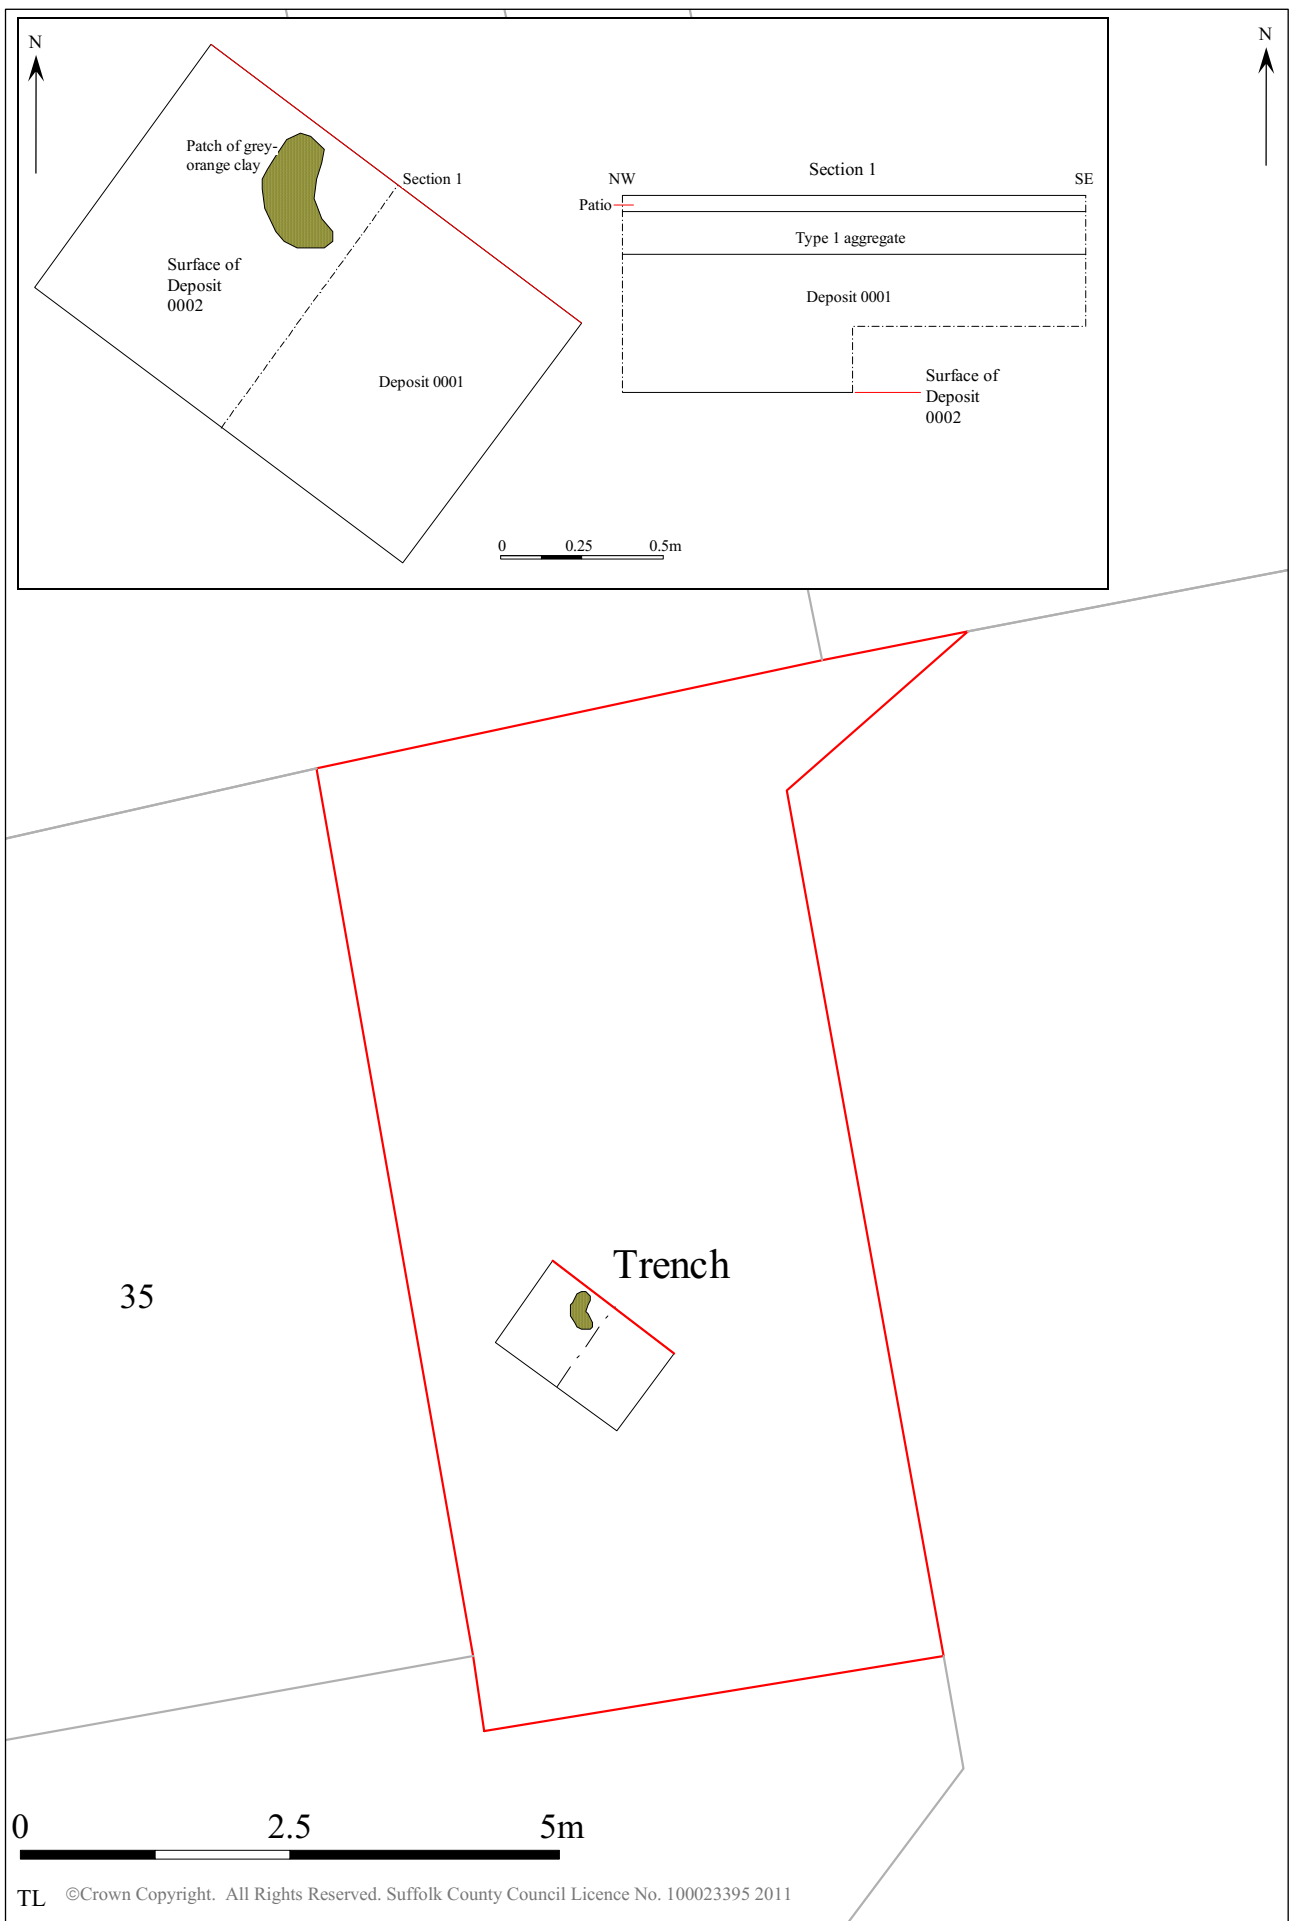 N
N
Patch of grey-
orange clay
Section 1
Surface of
Deposit
0002
Deposit 0001
Section 1
NW
SE
Patio
Type 1 aggregate
Deposit 0001
Surface of
Deposit
0002
0 0.25 0.5m
Trench
35
0 2.5 5m
TL ©Crown Copyright. All Rights Reserved. Suffolk County Council Licence No. 100023395 2011